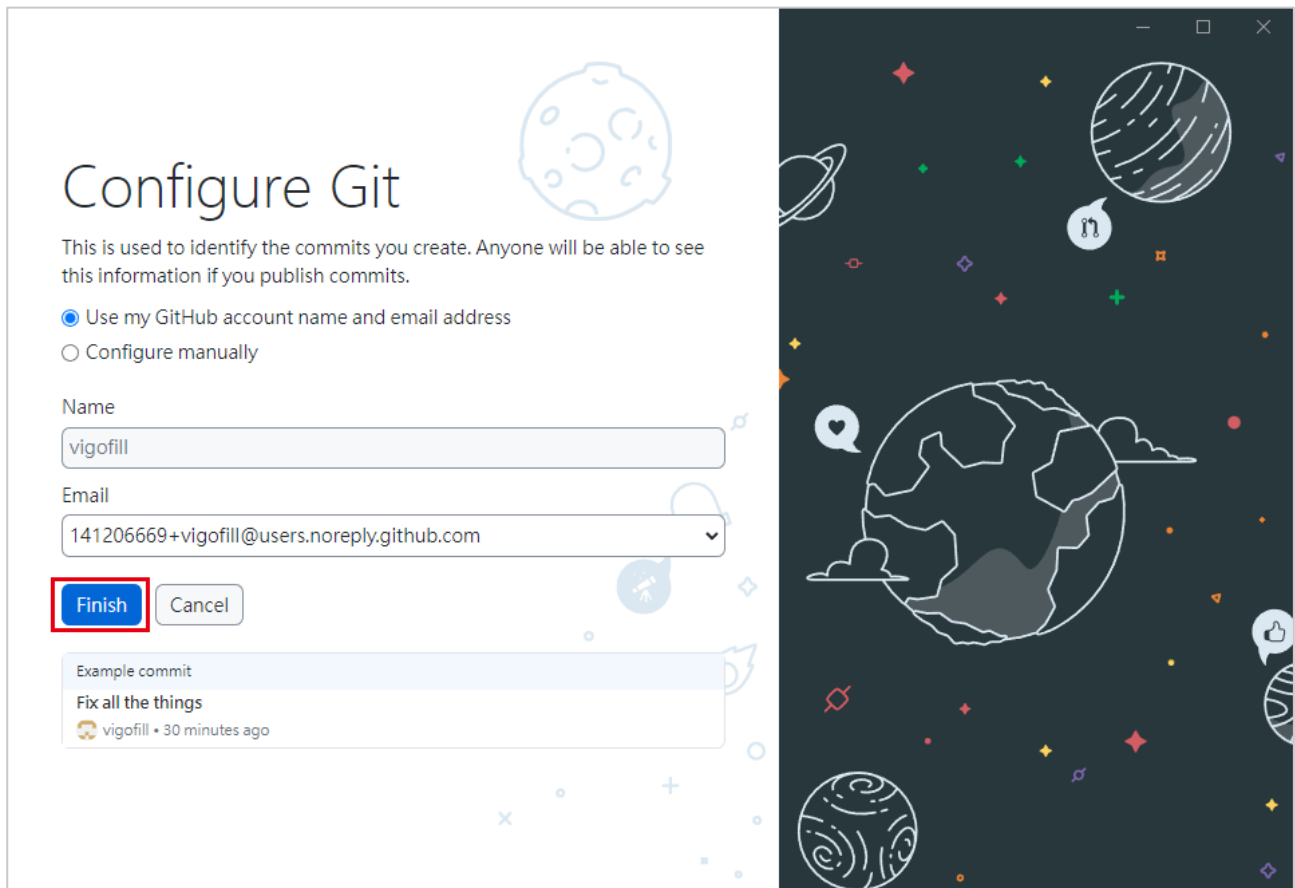 Configure Git
This is used to identify the commits you create. Anyone will be able to see
this information if you publish commits.
Use my GitHub account name and email address
Configure manually
Name
vigofill
Email
141206669+vigofill@users.noreply.github.com
Finish
Cancel
Example commit
Fix all the things
vigofill • 30 minutes ago